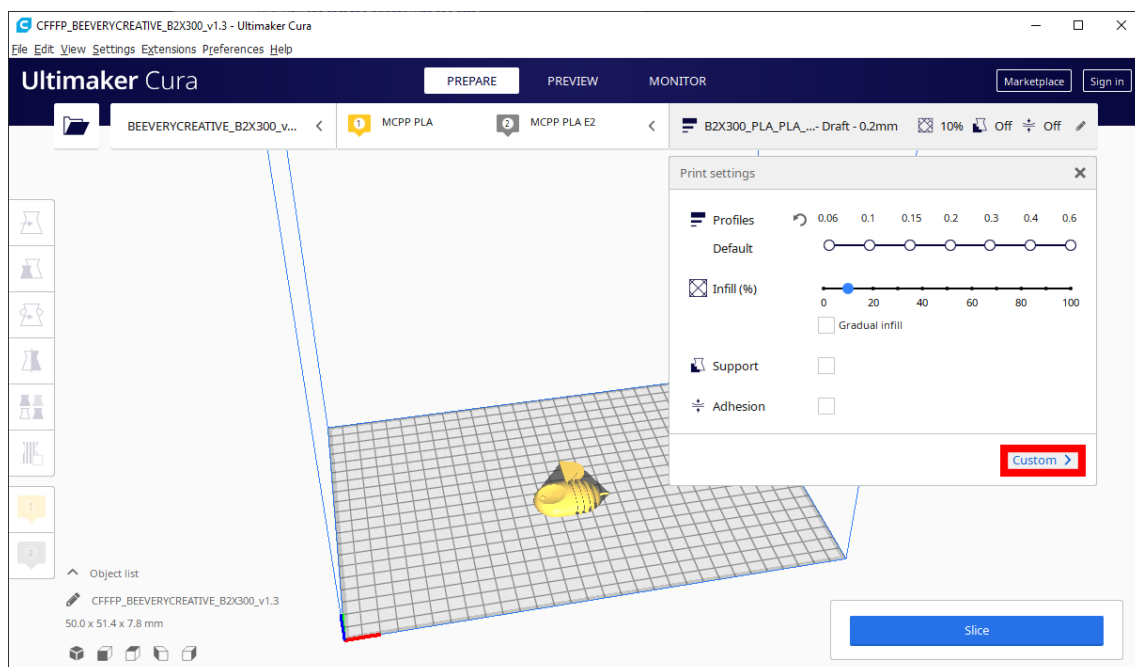 CFFFP_BEEVERYCREATIVE_B2X300_v1.3 - Ultimaker Cura
File Edit View Settings Extensions Preferences Help
Ultimaker Cura
PREPARE PREVIEW MONITOR
Marketplace Sign in
BEEVERYCREATIVE_B2X300_v...
1 MCPP PLA
2 MCPP PLA E2
B2X300_PLA_PLA_...- Draft - 0.2mm 10% Off Off
Print settings
Profiles 0.06 0.1 0.15 0.2 0.3 0.4 0.6
Default
Infill (%)
0 20 40 60 80 100
Gradual infill
Support
Adhesion
Custom
1
2
Object list
CFFFP_BEEVERYCREATIVE_B2X300_v1.3
50.0 x 51.4 x 7.8 mm
Slice